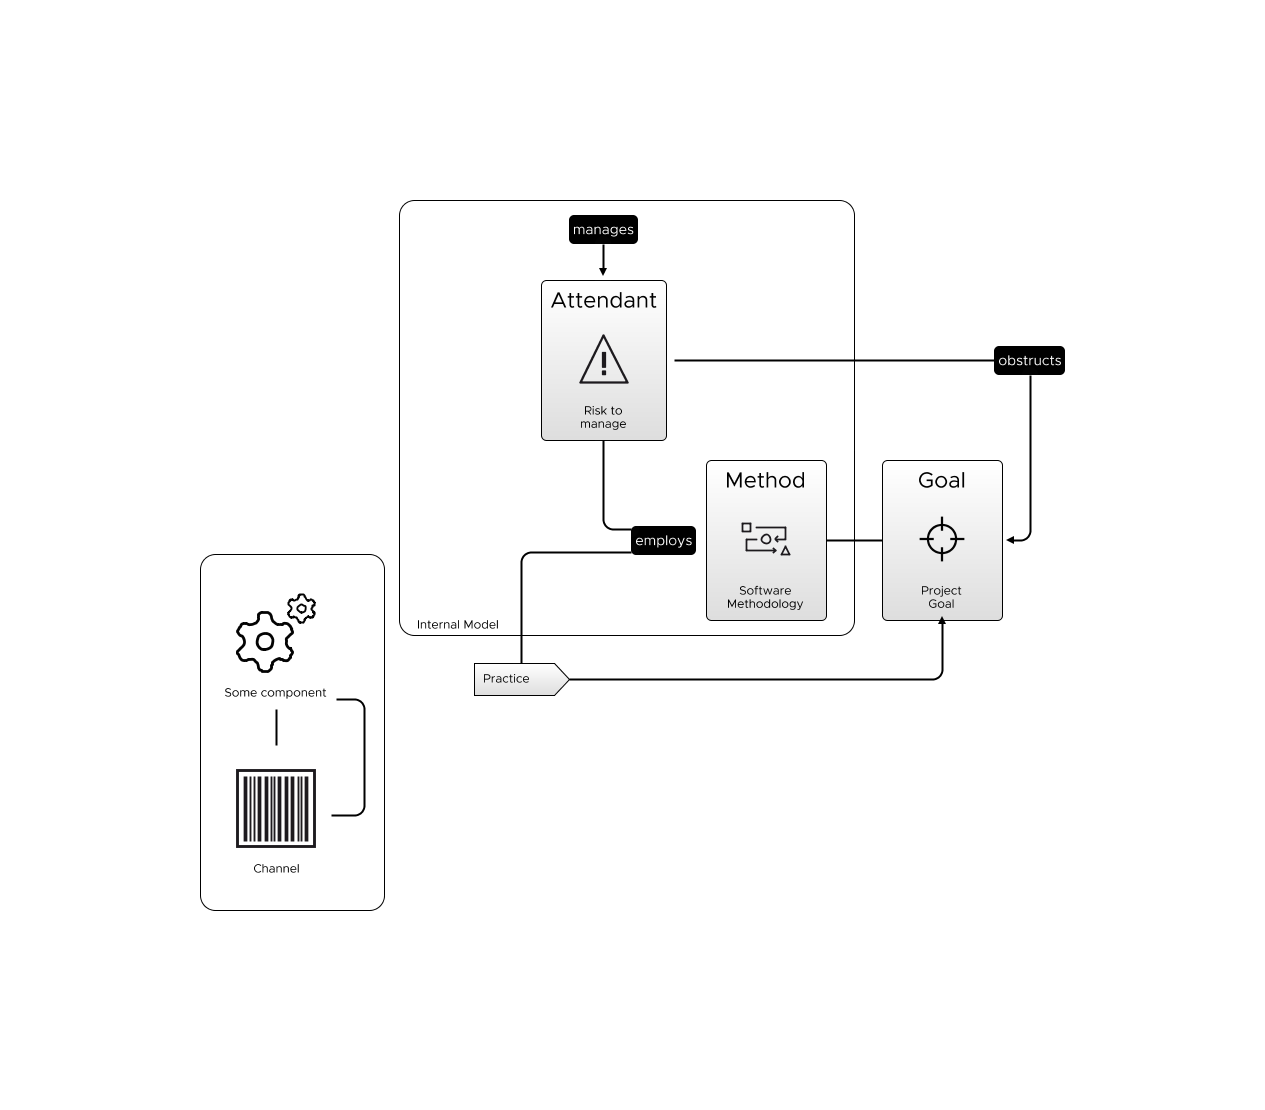 manages
Attendant
Risk to
manage
obstructs
Method
Software
Methodology
Goal
Project
Goal
employs
Internal Model
Practice
Some component
Channel